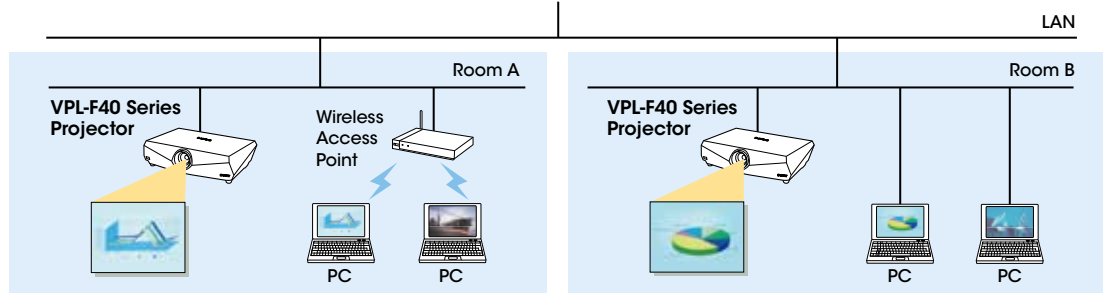 LAN
Room A
VPL-F40 Series
Projector
Wireless
Access
Point
PC
PC
Room B
VPL-F40 Series
Projector
PC
PC